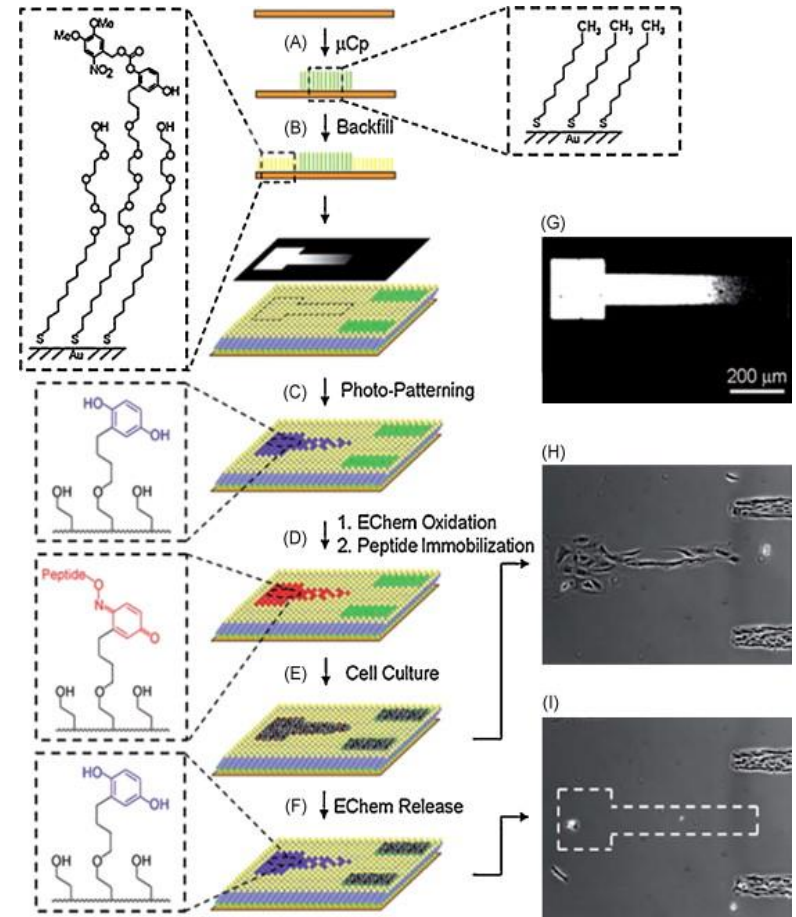 MeO OMe
NO₂
OH
OH OH
S S S
Au
(A) μCp
(B) Backfill
CH₃ CH₃ CH₃
S S S
Au
(G)
200 μm
(C) Photo-Patterning
HO
OH
OH OH
O
(D) 1. EChem Oxidation
2. Peptide Immobilization
(H)
Peptide O
N
O
OH OH
O
(E) Cell Culture
(I)
(F) EChem Release
HO
OH
OH OH
O